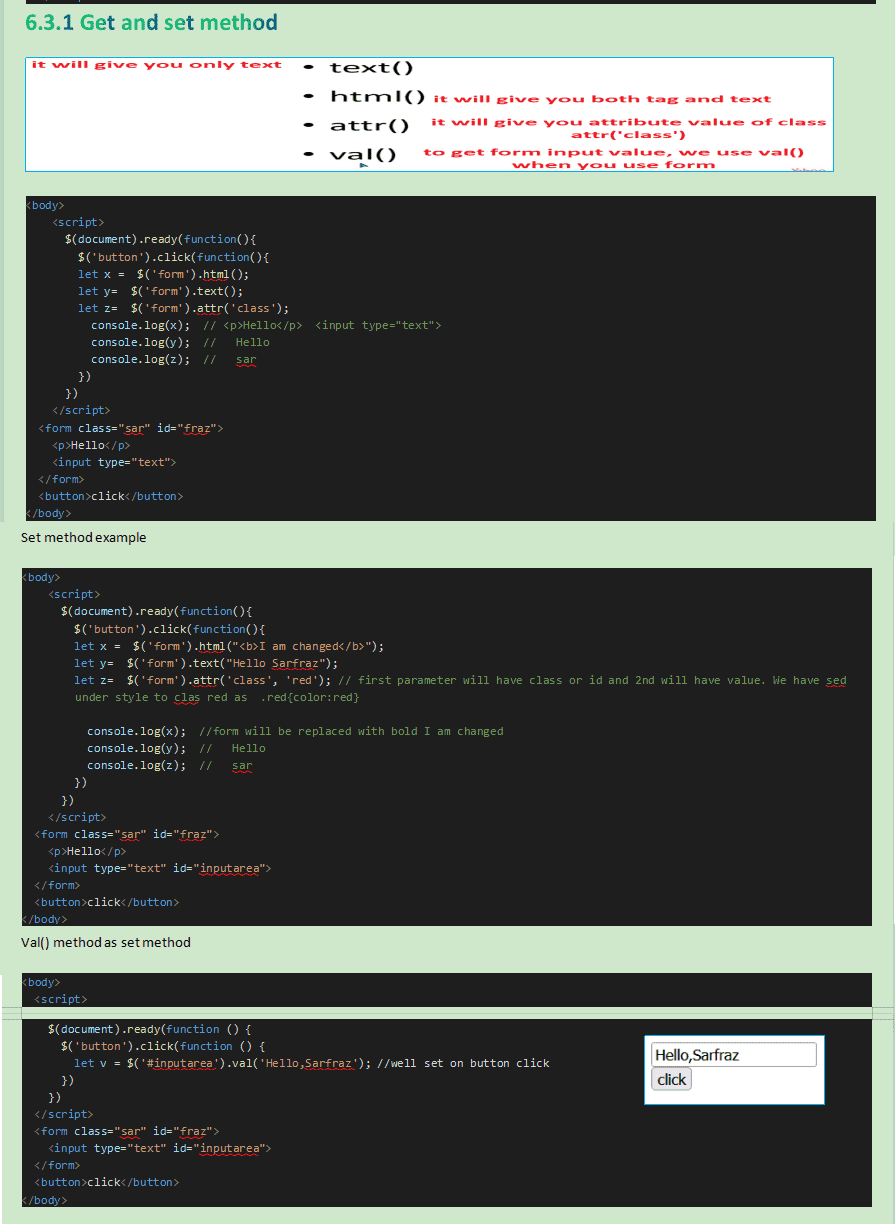 6.3.1 Get and set method
it will give you only text
• text()
• html() it will give you both tag and text
• attr() it will give you attribute value of class
attr('class')
• val() to get form input value, we use val()
when you use form
<body>
<script>
$(document).ready(function(){
$('button').click(function(){
let x = $('form').html();
let y= $('form').text();
let z= $('form').attr('class');
console.log(x); // <p>Hello</p> <input type="text">
console.log(y); // Hello
console.log(z); // sar
})
})
</script>
<form class="sar" id="fraz">
<p>Hello</p>
<input type="text">
</form>
<button>click</button>
</body>
Set method example
<body>
<script>
$(document).ready(function(){
$('button').click(function(){
let x = $('form').html("<b>I am changed</b>");
let y= $('form').text("Hello Sarfraz");
let z= $('form').attr('class', 'red'); // first parameter will have class or id and 2nd will have value. We have sed
under style to clas red as .red{color:red}
console.log(x); //form will be replaced with bold I am changed
console.log(y); // Hello
console.log(z); // sar
})
})
</script>
<form class="sar" id="fraz">
<p>Hello</p>
<input type="text" id="inputarea">
</form>
<button>click</button>
</body>
Val() method as set method
<body>
<script>
$(document).ready(function () {
$('button').click(function () {
let v = $('#inputarea').val('Hello,Sarfraz'); //well set on button click
})
})
</script>
<form class="sar" id="fraz">
<input type="text" id="inputarea">
</form>
<button>click</button>
</body>
Hello,Sarfraz
click